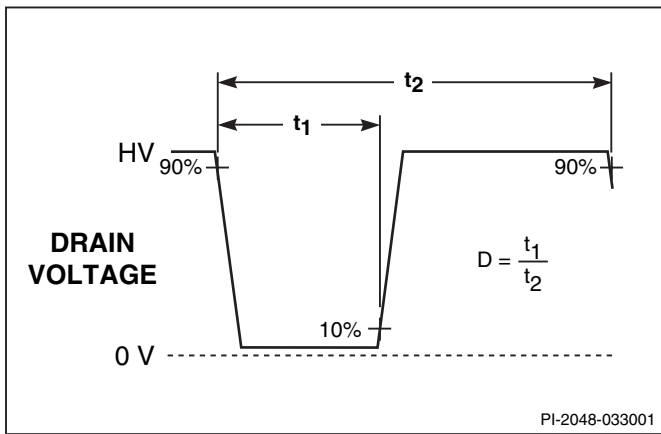 t2
t1
HV
90%
90%
DRAIN
VOLTAGE
D = t1
t2
10%
0 V
PI-2048-033001